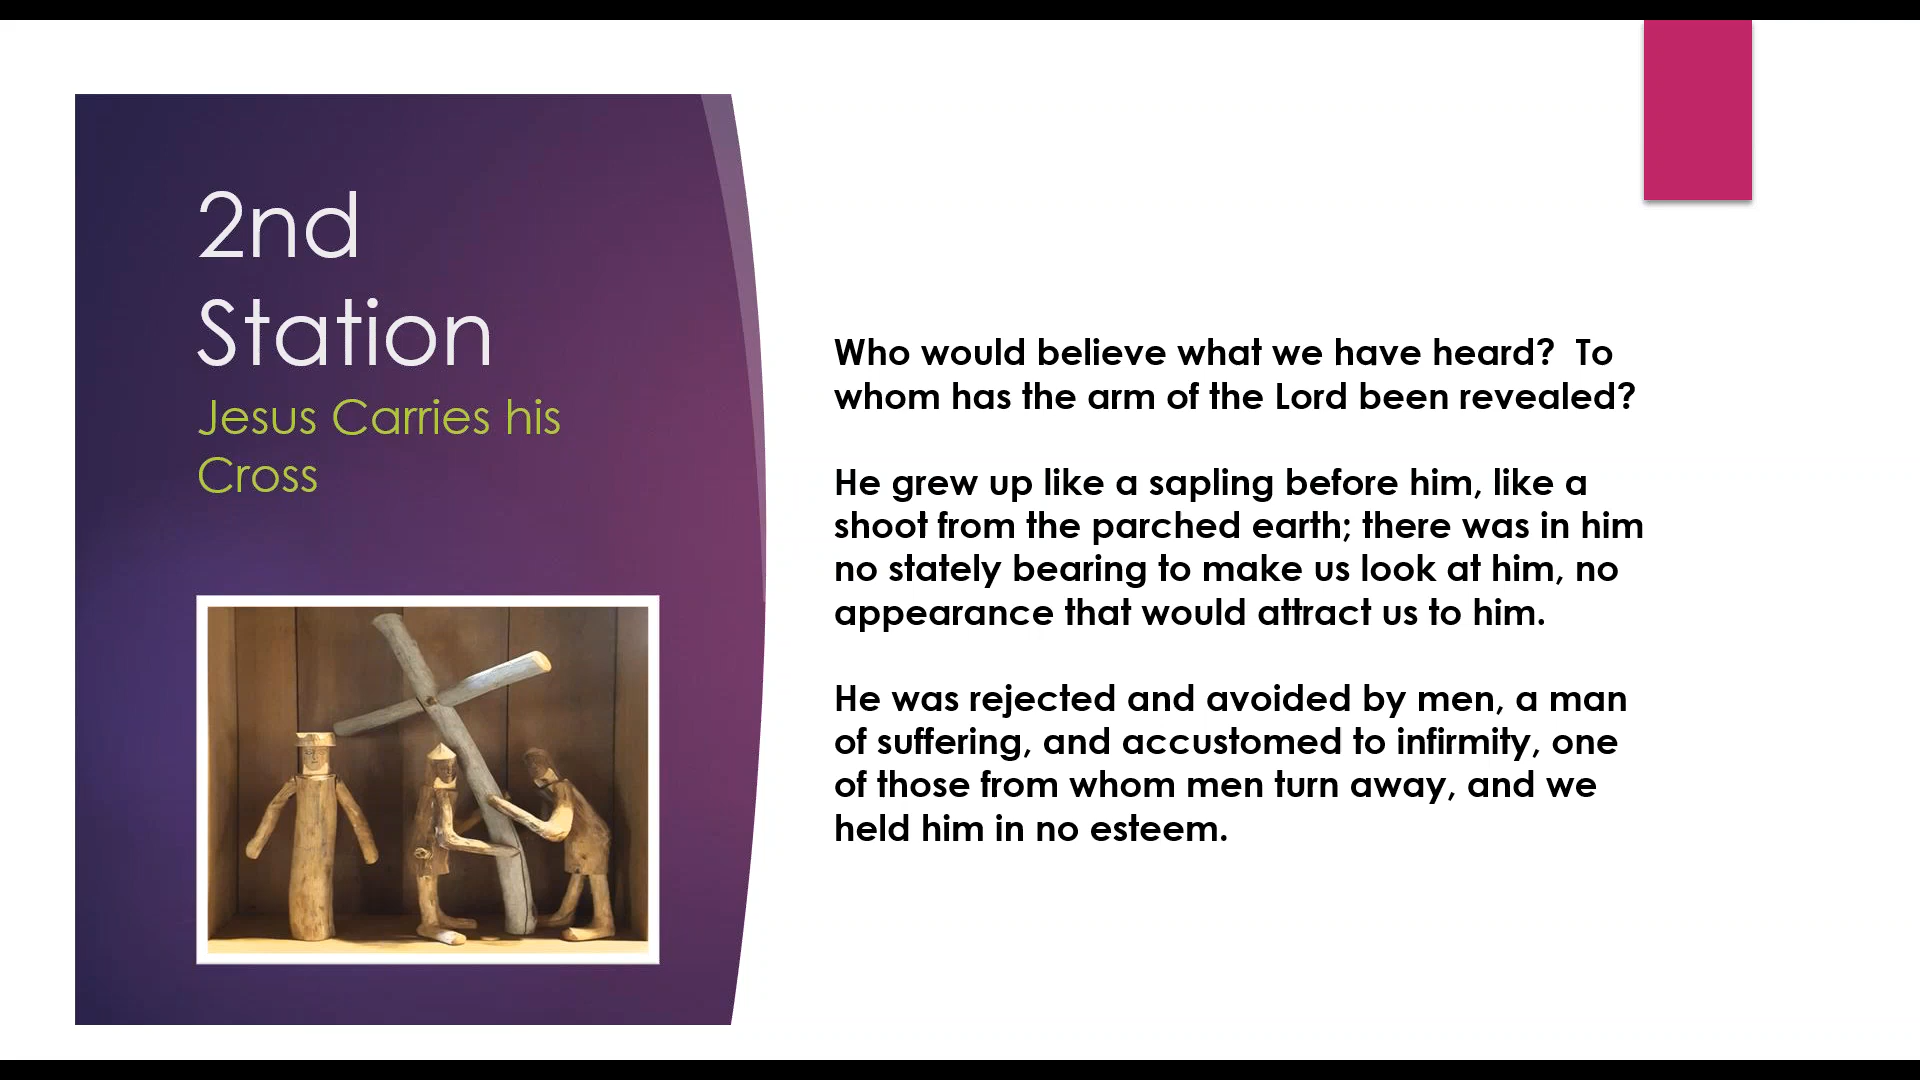 2nd
Station
Jesus Carries his
Cross
Who would believe what we have heard?  To
whom has the arm of the Lord been revealed?
He grew up like a sapling before him, like a
shoot from the parched earth; there was in him
no stately bearing to make us look at him, no
appearance that would attract us to him.
He was rejected and avoided by men, a man
of suffering, and accustomed to infirmity, one
of those from whom men turn away, and we
held him in no esteem.